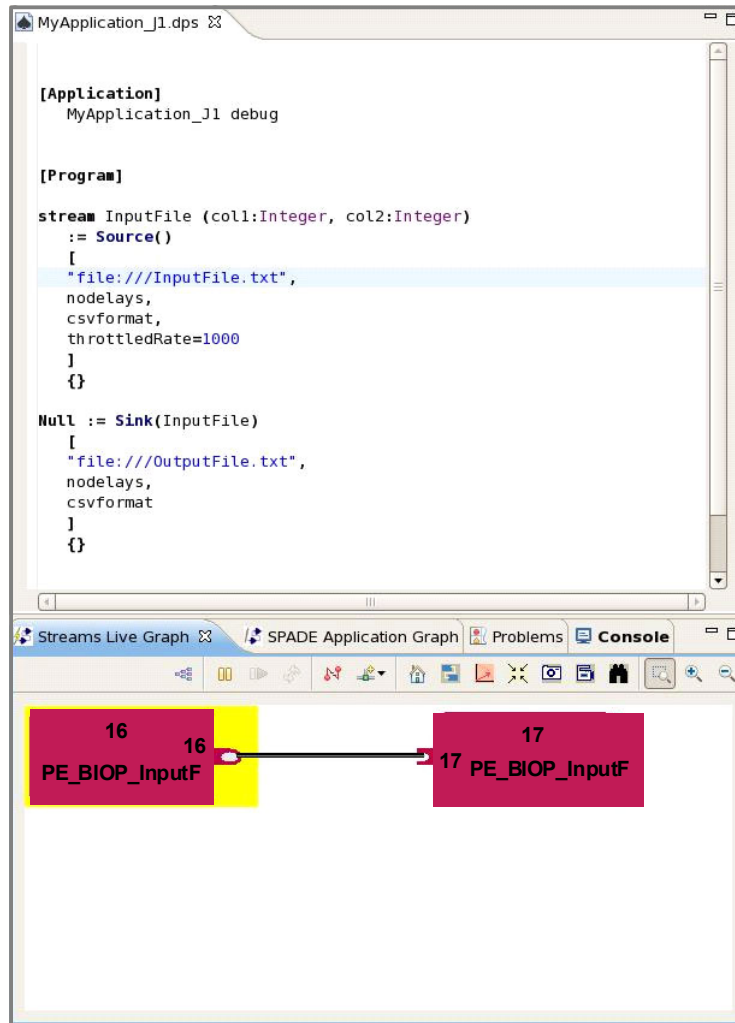 MyApplication_J1.dps
[Application]
MyApplication_J1 debug
[Program]
stream InputFile (col1:Integer, col2:Integer)
:= Source()
[
"file:///InputFile.txt",
nodelays,
csvformat,
throttledRate=1000
]
{}
Null := Sink(InputFile)
[
"file:///OutputFile.txt",
nodelays,
csvformat
]
{}
Streams Live Graph SPADE Application Graph Problems Console
16 17
16 17
PE_BIOP_InputF PE_BIOP_InputF